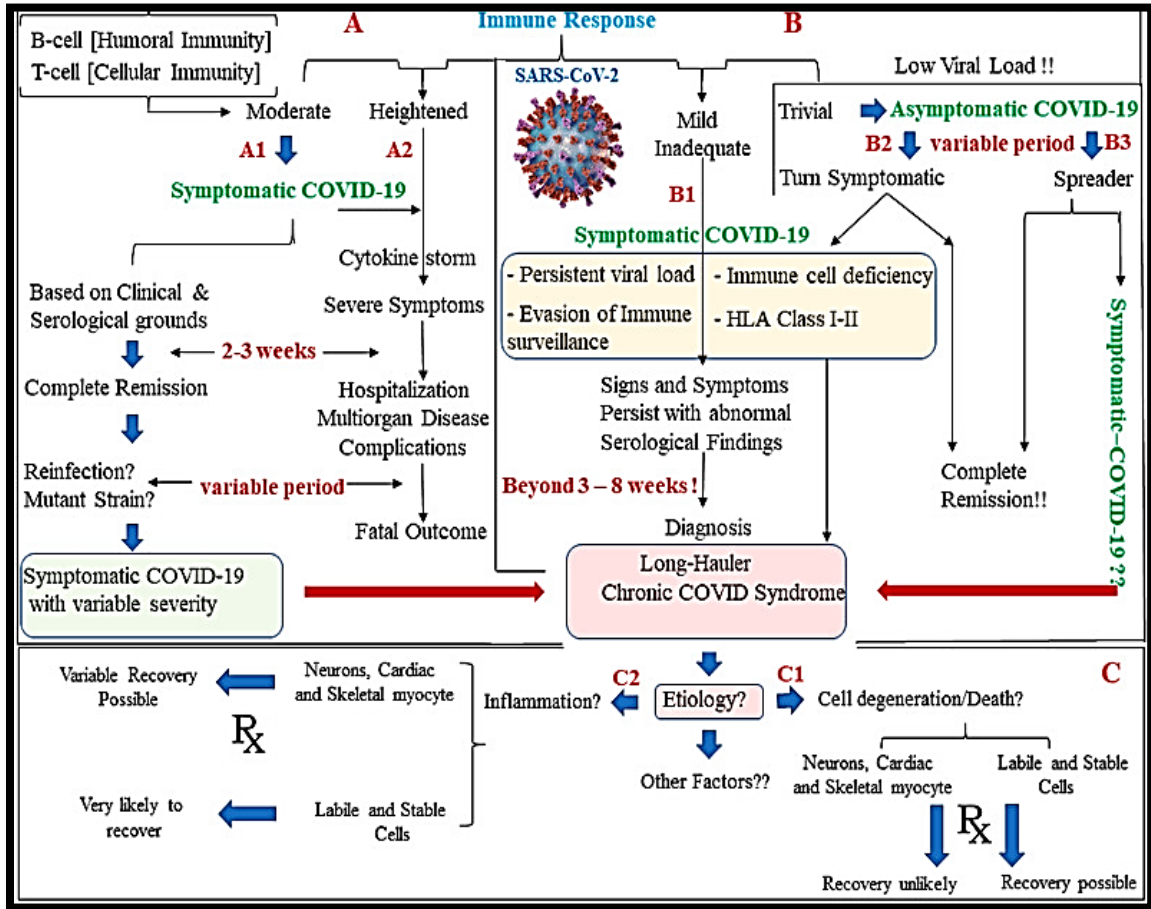 A
Immune Response
B
B-cell [Humoral Immunity]
T-cell [Cellular Immunity]
SARS-CoV-2
Low Viral Load !!
Moderate
Heightened
Mild
Inadequate
Trivial
Asymptomatic COVID-19
A1
A2
B1
B2
variable period
B3
Symptomatic COVID-19
Turn Symptomatic
Spreader
Symptomatic COVID-19
Cytokine storm
- Persistent viral load
- Evasion of Immune
surveillance
- Immune cell deficiency
- HLA Class I-II
Based on Clinical &
Serological grounds
Severe Symptoms
2-3 weeks
Complete Remission
Hospitalization
Multiorgan Disease
Complications
Signs and Symptoms
Persist with abnormal
Serological Findings
Symptomatic–COVID-19 ??
Reinfection?
Mutant Strain?
variable period
Beyond 3 – 8 weeks !
Complete
Remission!!
Fatal Outcome
Diagnosis
Symptomatic COVID-19
with variable severity
Long-Hauler
Chronic COVID Syndrome
C
Variable Recovery
Possible
Neurons, Cardiac
and Skeletal myocyte
Inflammation?
C2
Etiology?
C1
Cell degeneration/Death?
Rx
Other Factors??
Neurons, Cardiac
and Skeletal myocyte
Labile and Stable
Cells
Very likely to
recover
Labile and Stable
Cells
Rx
Recovery unlikely
Recovery possible